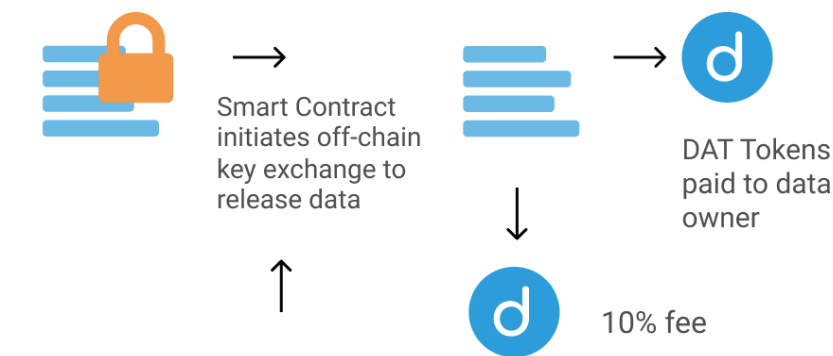 Smart Contract
initiates off-chain
key exchange to
release data
DAT Tokens
paid to data
owner
10% fee